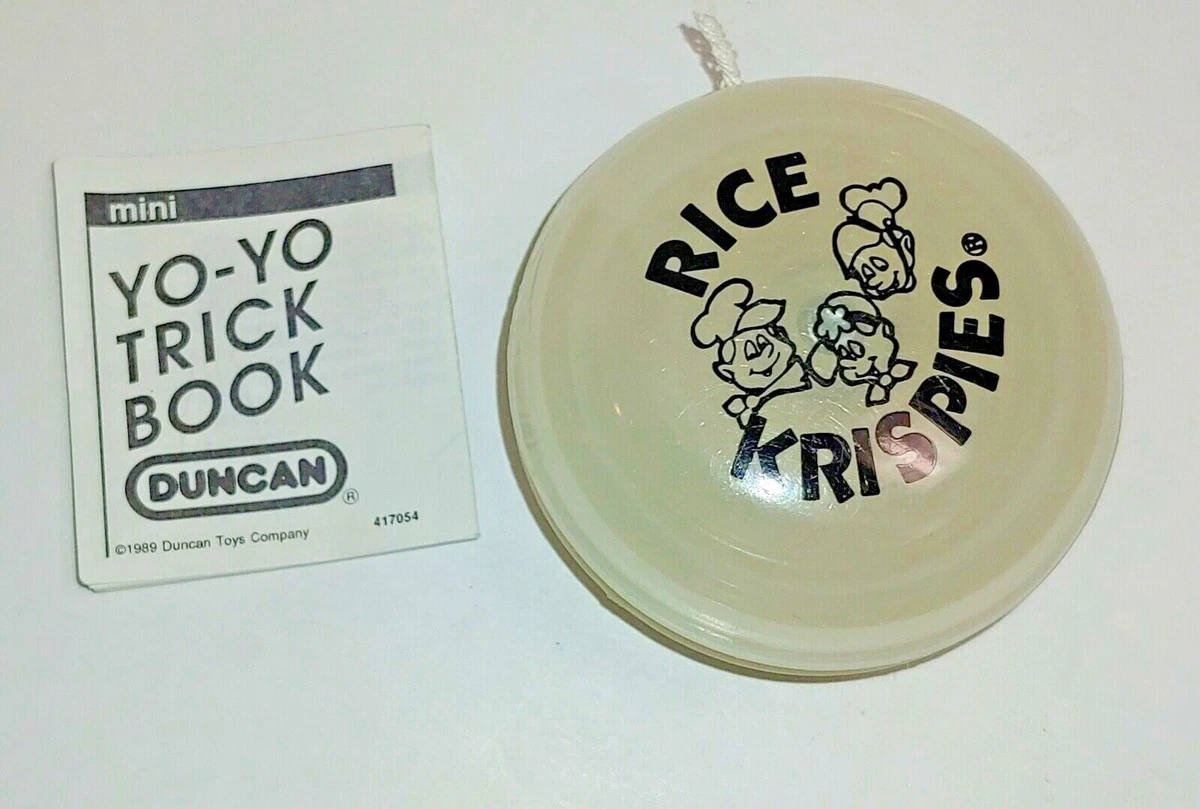 mini
YO-YO
TRICK
BOOK
DUNCAN®
417054
©1989 Duncan Toys Company
RICE
KRISPIES®